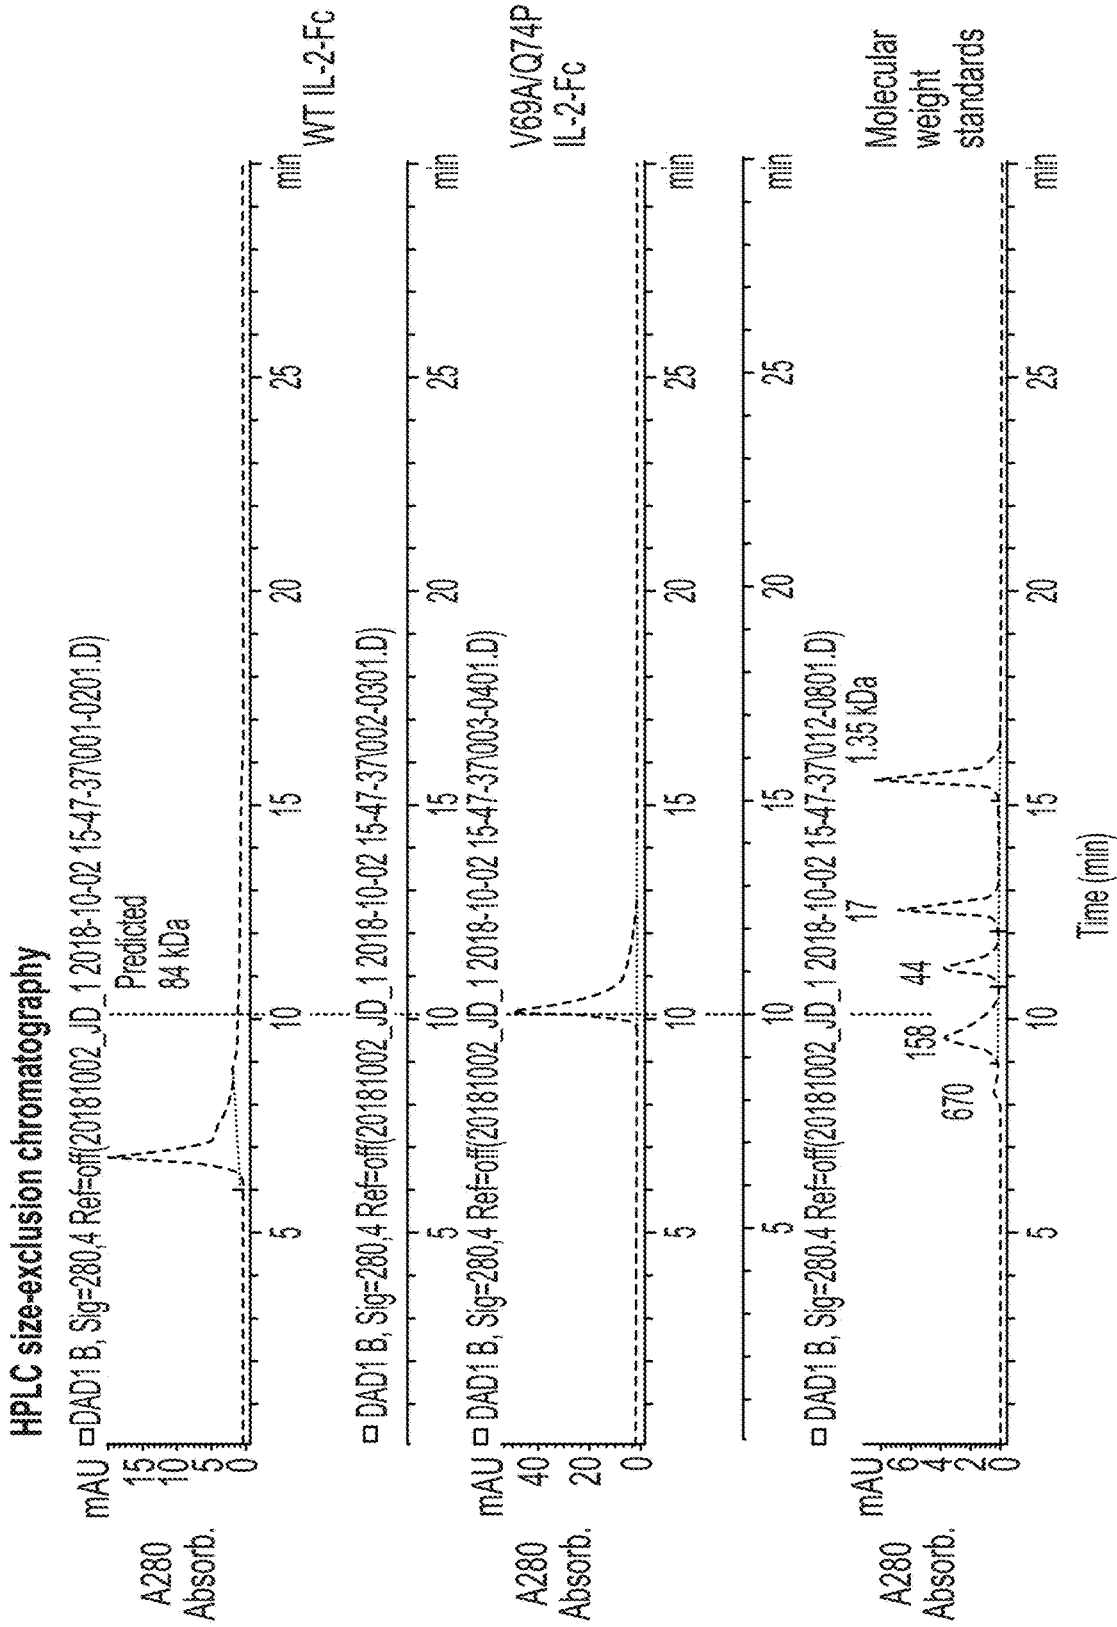 HPLC size-exclusion chromatography
DAD1 B, Sig=280,4 Ref=off(20181002_JD_1 2018-10-02 15-47-37\001-0201.D)
mAU
Predicted
84 kDa
A280
Absorb.
15
10
5
0
5
10
15
20
25
min
WT IL-2-Fc
DAD1 B, Sig=280,4 Ref=off(20181002_JD_1 2018-10-02 15-47-37\002-0301.D)
5
10
15
20
25
min
DAD1 B, Sig=280,4 Ref=off(20181002_JD_1 2018-10-02 15-47-37\003-0401.D)
mAU
A280
Absorb.
40
20
0
V69A/Q74P
IL-2-Fc
5
10
15
20
25
min
5
10
15
20
25
min
DAD1 B, Sig=280,4 Ref=off(20181002_JD_1 2018-10-02 15-47-37\012-0801.D)
mAU
A280
Absorb.
6
4
2
0
670
158
44
17
1.35 kDa
Molecular
weight
standards
5
10
15
20
25
min
Time (min)